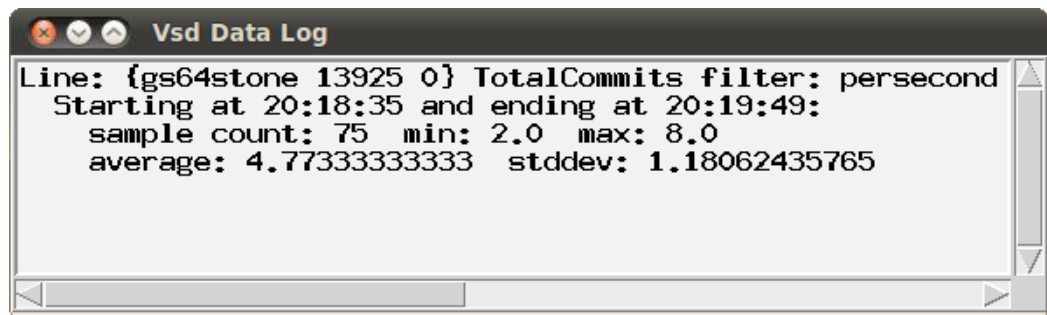 Vsd Data Log
Line: {gs64stone 13925 0} TotalCommits filter: persecond
Starting at 20:18:35 and ending at 20:19:49:
sample count: 75 min: 2.0 max: 8.0
average: 4.77333333333 stddev: 1.18062435765